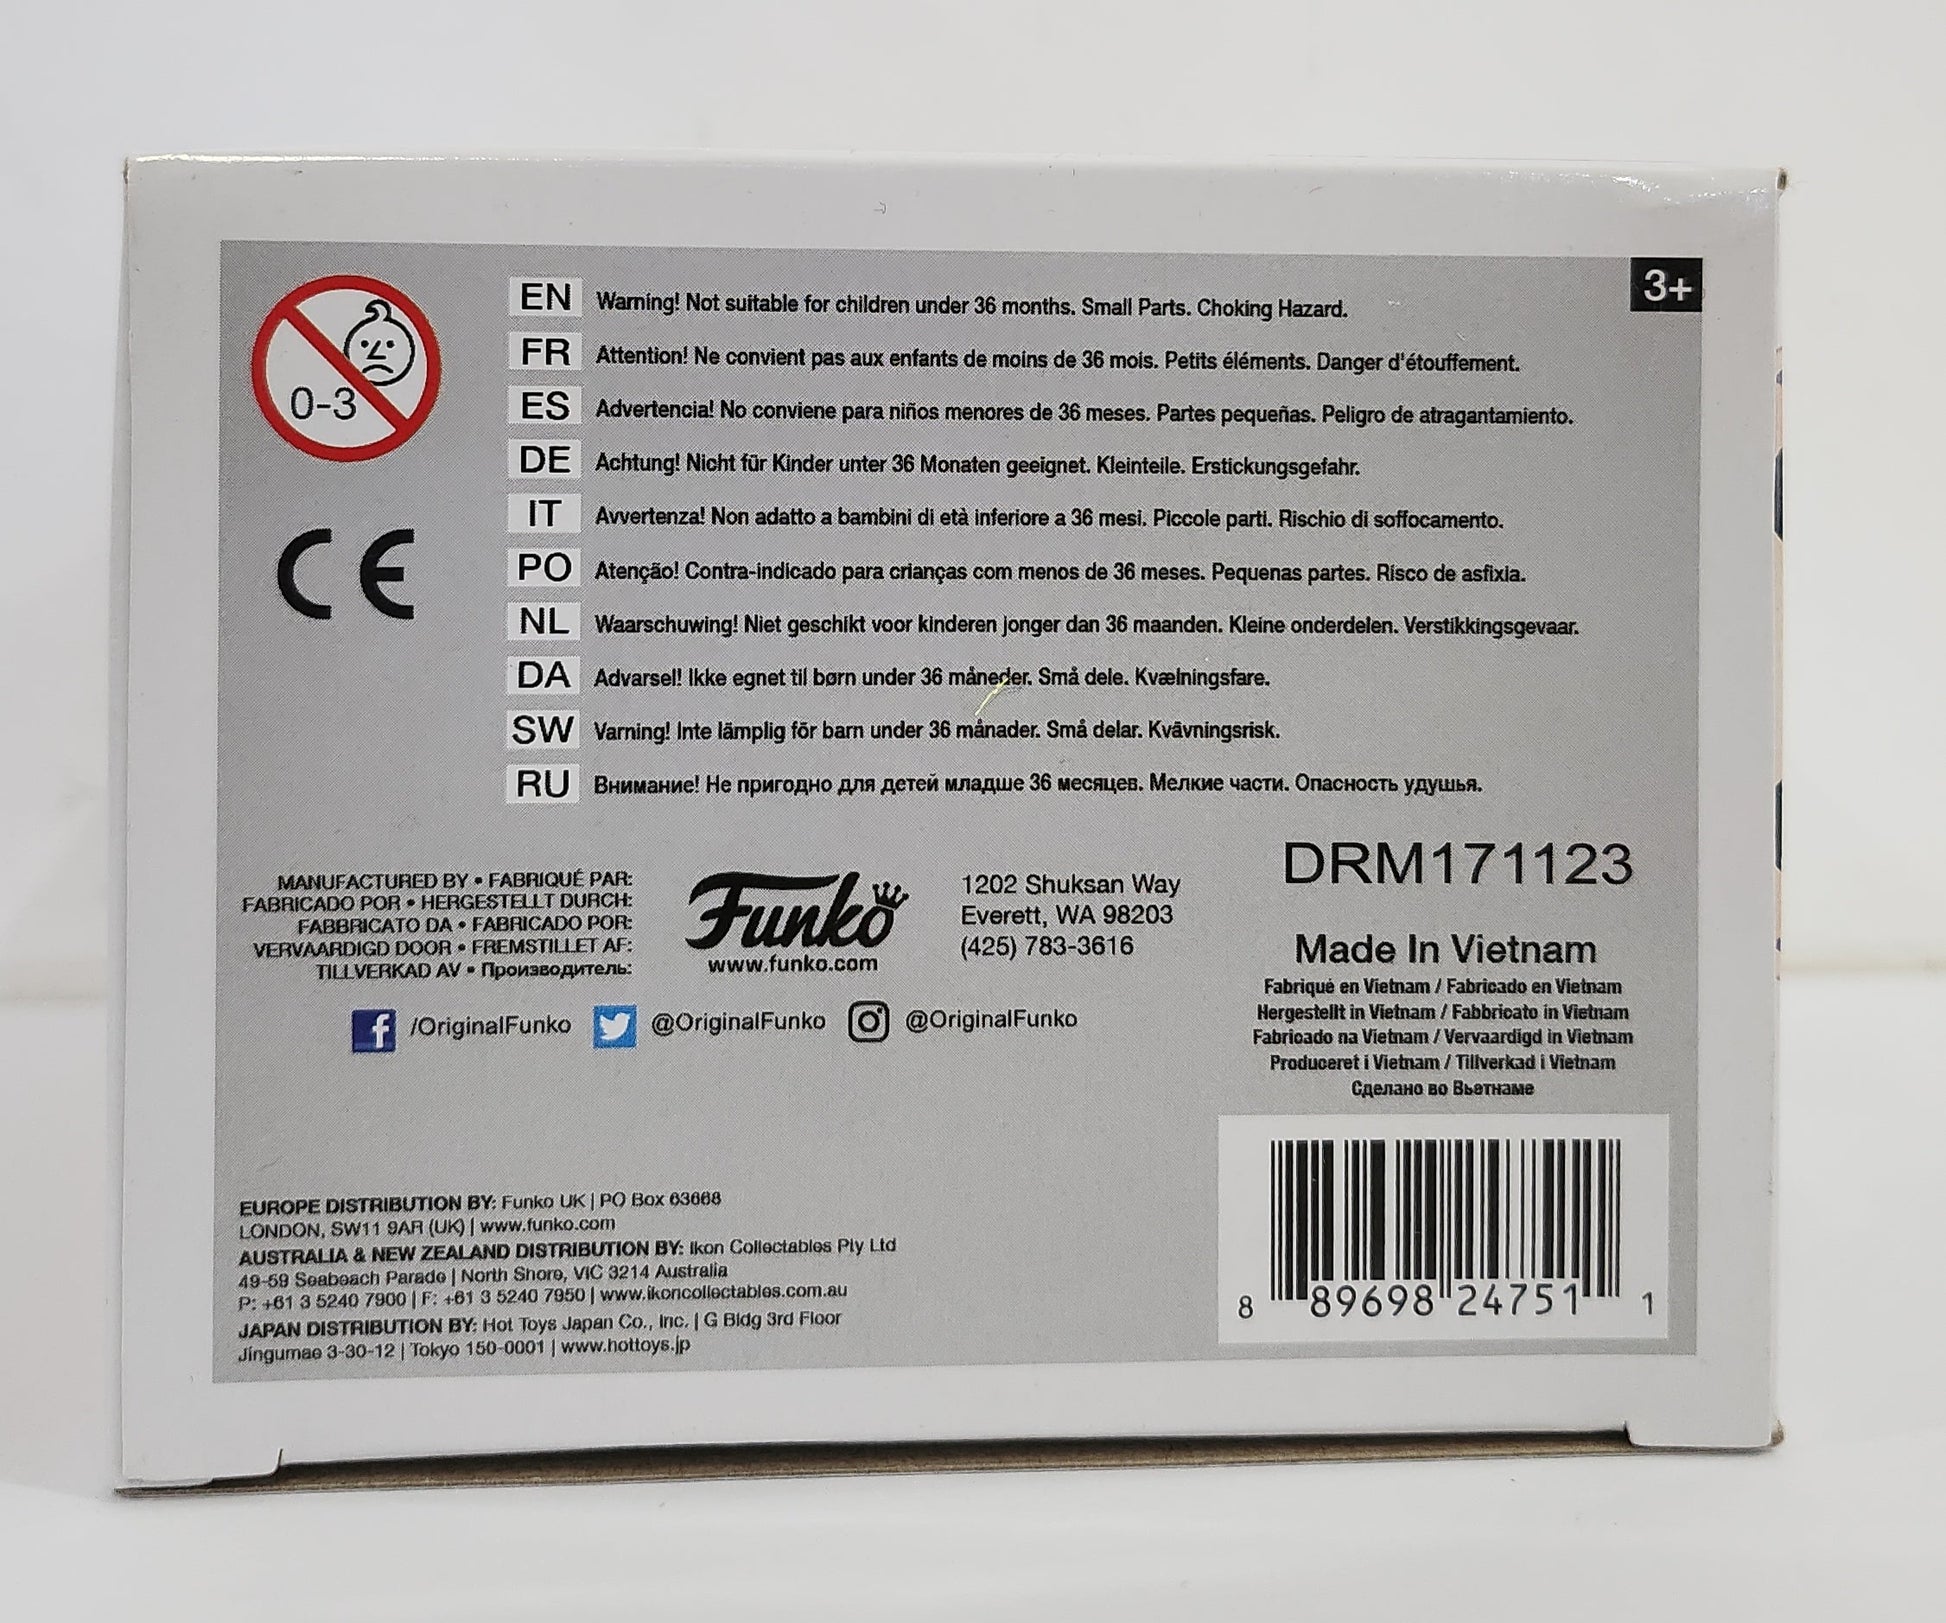 0-3
3+
EN Warning! Not suitable for children under 36 months. Small Parts. Choking Hazard.
FR Attention! Ne convient pas aux enfants de moins de 36 mois. Petits éléments. Danger d'étouffement.
ES Advertencia! No conviene para niños menores de 36 meses. Partes pequeñas. Peligro de atragantamiento.
DE Achtung! Nicht für Kinder unter 36 Monaten geeignet. Kleinteile. Erstickungsgefahr.
IT Avvertenza! Non adatto a bambini di età inferiore a 36 mesi. Piccole parti. Rischio di soffocamento.
PO Atenção! Contra-indicado para crianças com menos de 36 meses. Pequenas partes. Risco de asfixia.
NL Waarschuwing! Niet geschikt voor kinderen jonger dan 36 maanden. Kleine onderdelen. Verstikkingsgevaar.
DA Advarsel! Ikke egnet til børn under 36 måneder. Små dele. Kvælningsfare.
SW Varning! Inte lämplig för barn under 36 månader. Små delar. Kvävningsrisk.
RU Внимание! Не пригодно для детей младше 36 месяцев. Мелкие части. Опасность удушья.
CE
MANUFACTURED BY • FABRIQUÉ PAR:
FABRICADO POR • HERGESTELLT DURCH:
FABBRICATO DA • FABRICADO POR:
VERVAARDIGD DOOR • FREMSTILLET AF:
TILLVERKAD AV • Производитель:
Funko
www.funko.com
1202 Shuksan Way
Everett, WA 98203
(425) 783-3616
/OriginalFunko @OriginalFunko @OriginalFunko
DRM171123
Made In Vietnam
Fabriqué en Vietnam / Fabricado en Vietnam
Hergestellt in Vietnam / Fabbricato in Vietnam
Fabricado na Vietnam / Vervaardigd in Vietnam
Produceret i Vietnam / Tillverkad i Vietnam
Сделано во Вьетнаме
EUROPE DISTRIBUTION BY: Funko UK | PO Box 63668
LONDON, SW11 9AR (UK) | www.funko.com
AUSTRALIA & NEW ZEALAND DISTRIBUTION BY: Ikon Collectables Pty Ltd
49-59 Seabeach Parade | North Shore, VIC 3214 Australia
P: +61 3 5240 7900 | F: +61 3 5240 7950 | www.ikoncollectables.com.au
JAPAN DISTRIBUTION BY: Hot Toys Japan Co., Inc. | G Bldg 3rd Floor
Jingumae 3-30-12 | Tokyo 150-0001 | www.hottoys.jp
8 89698 24751 1